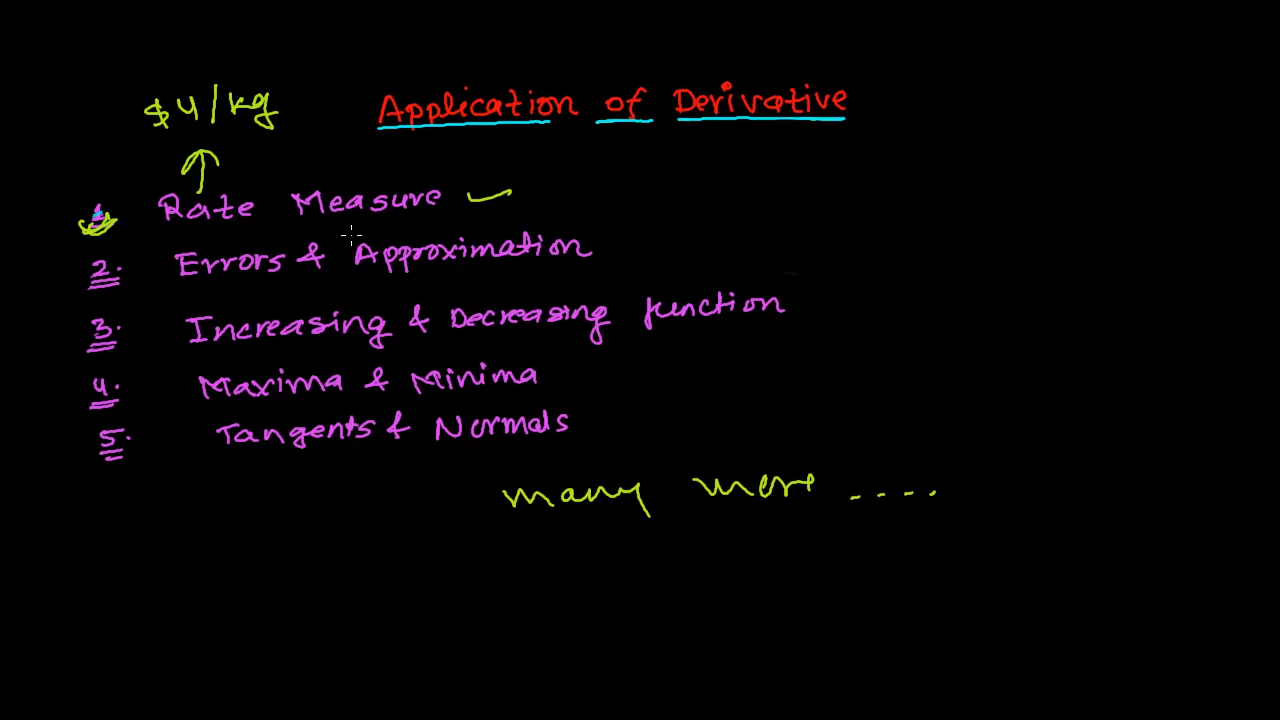 $4/kg
Application of Derivative
1. Rate Measure
2. Errors & Approximation
3. Increasing & Decreasing function
4. Maxima & Minima
5. Tangents & Normals
many more ....